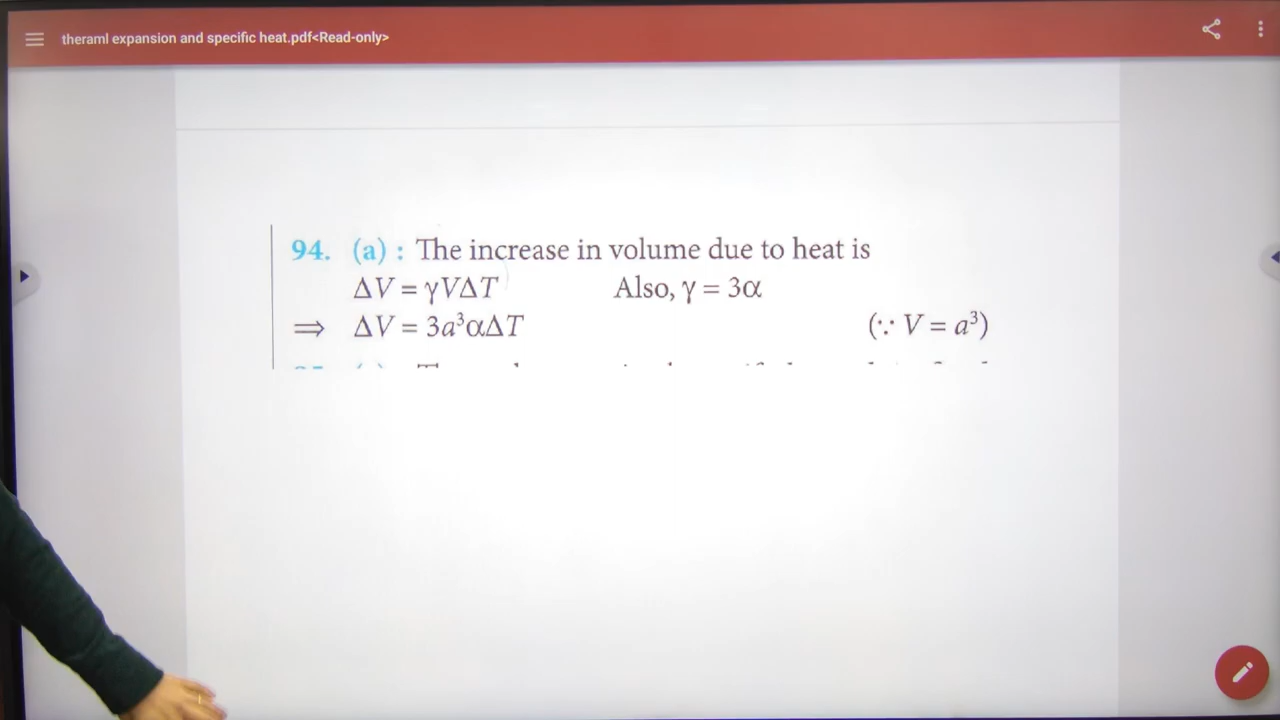 theraml expansion and specific heat.pdf<Read-only>
94. (a) : The increase in volume due to heat is
ΔV = γVΔT Also, γ = 3α
⇒ ΔV = 3a³αΔT (∵ V = a³)